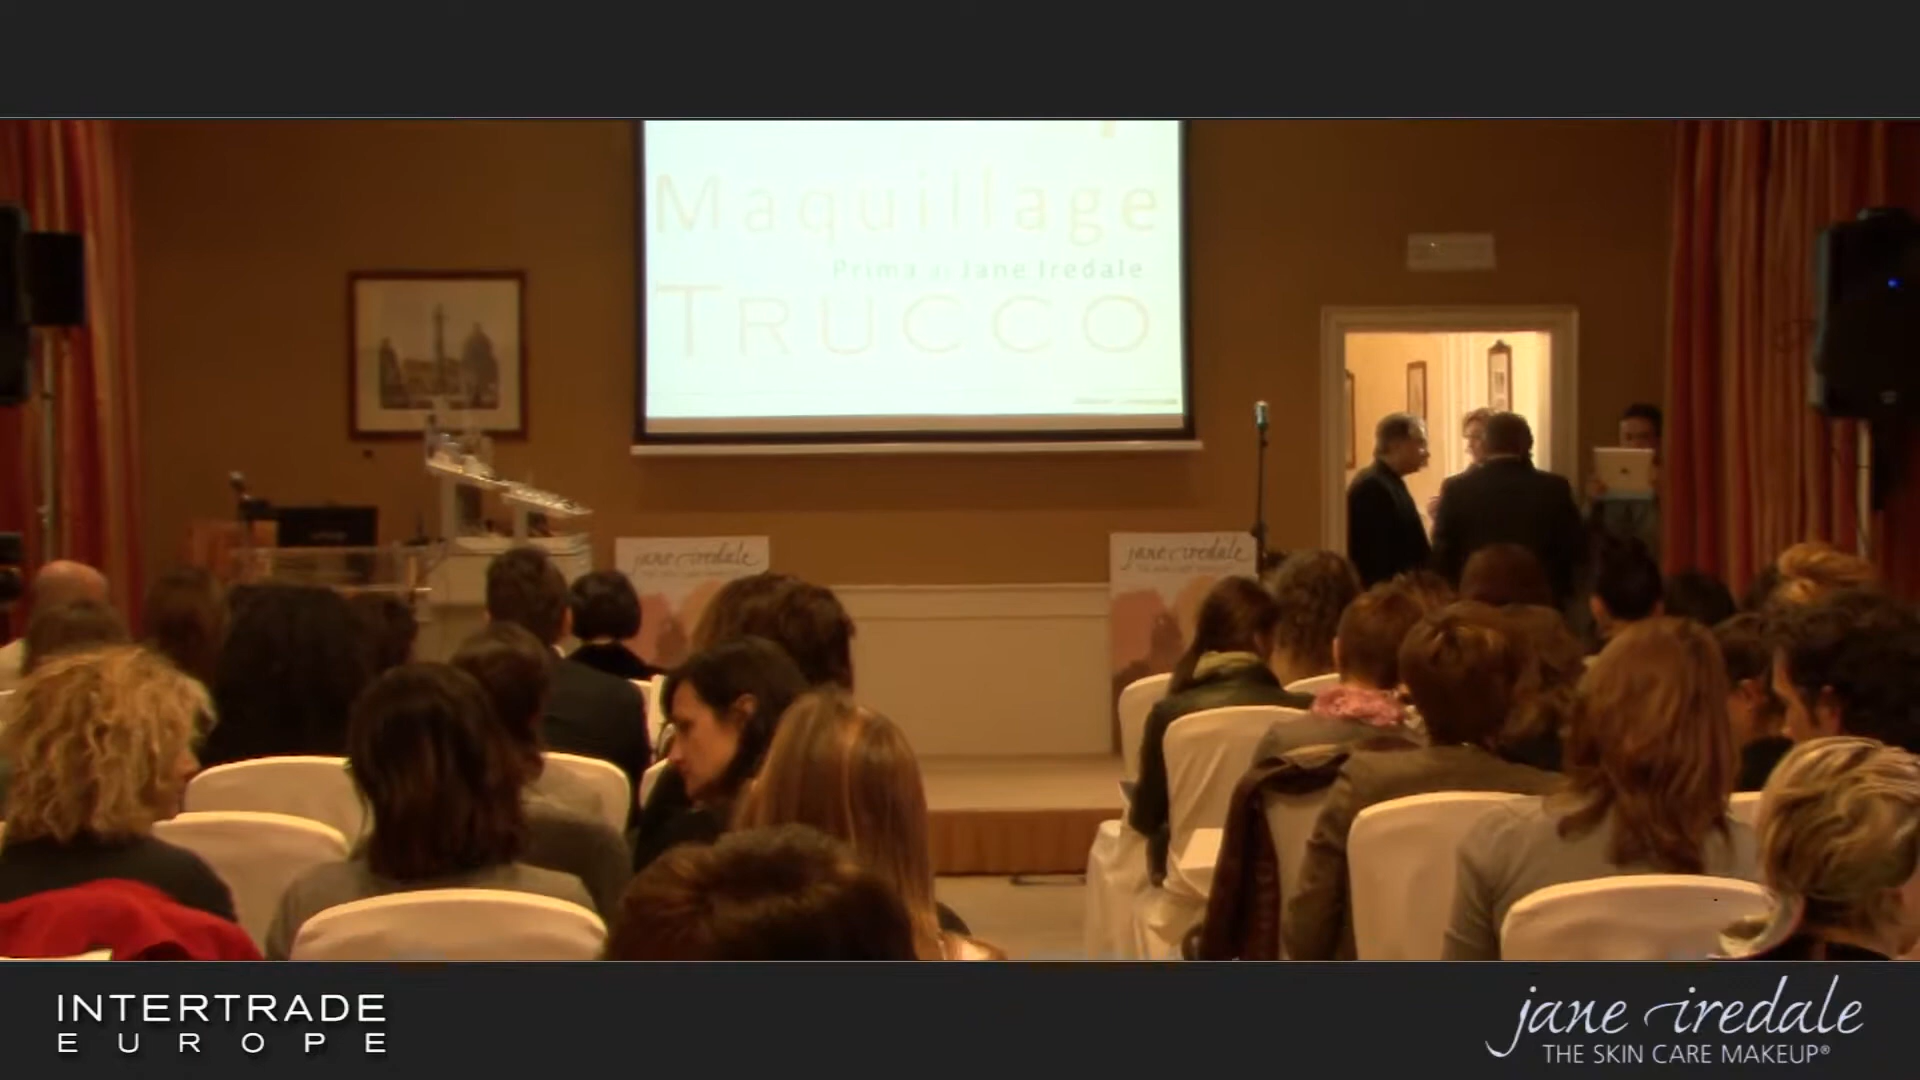 Maquillage
Prima di Jane Iredale
TRUCCO
jane iredale
jane iredale
INTERTRADE
EUROPE
jane iredale
THE SKIN CARE MAKEUP®